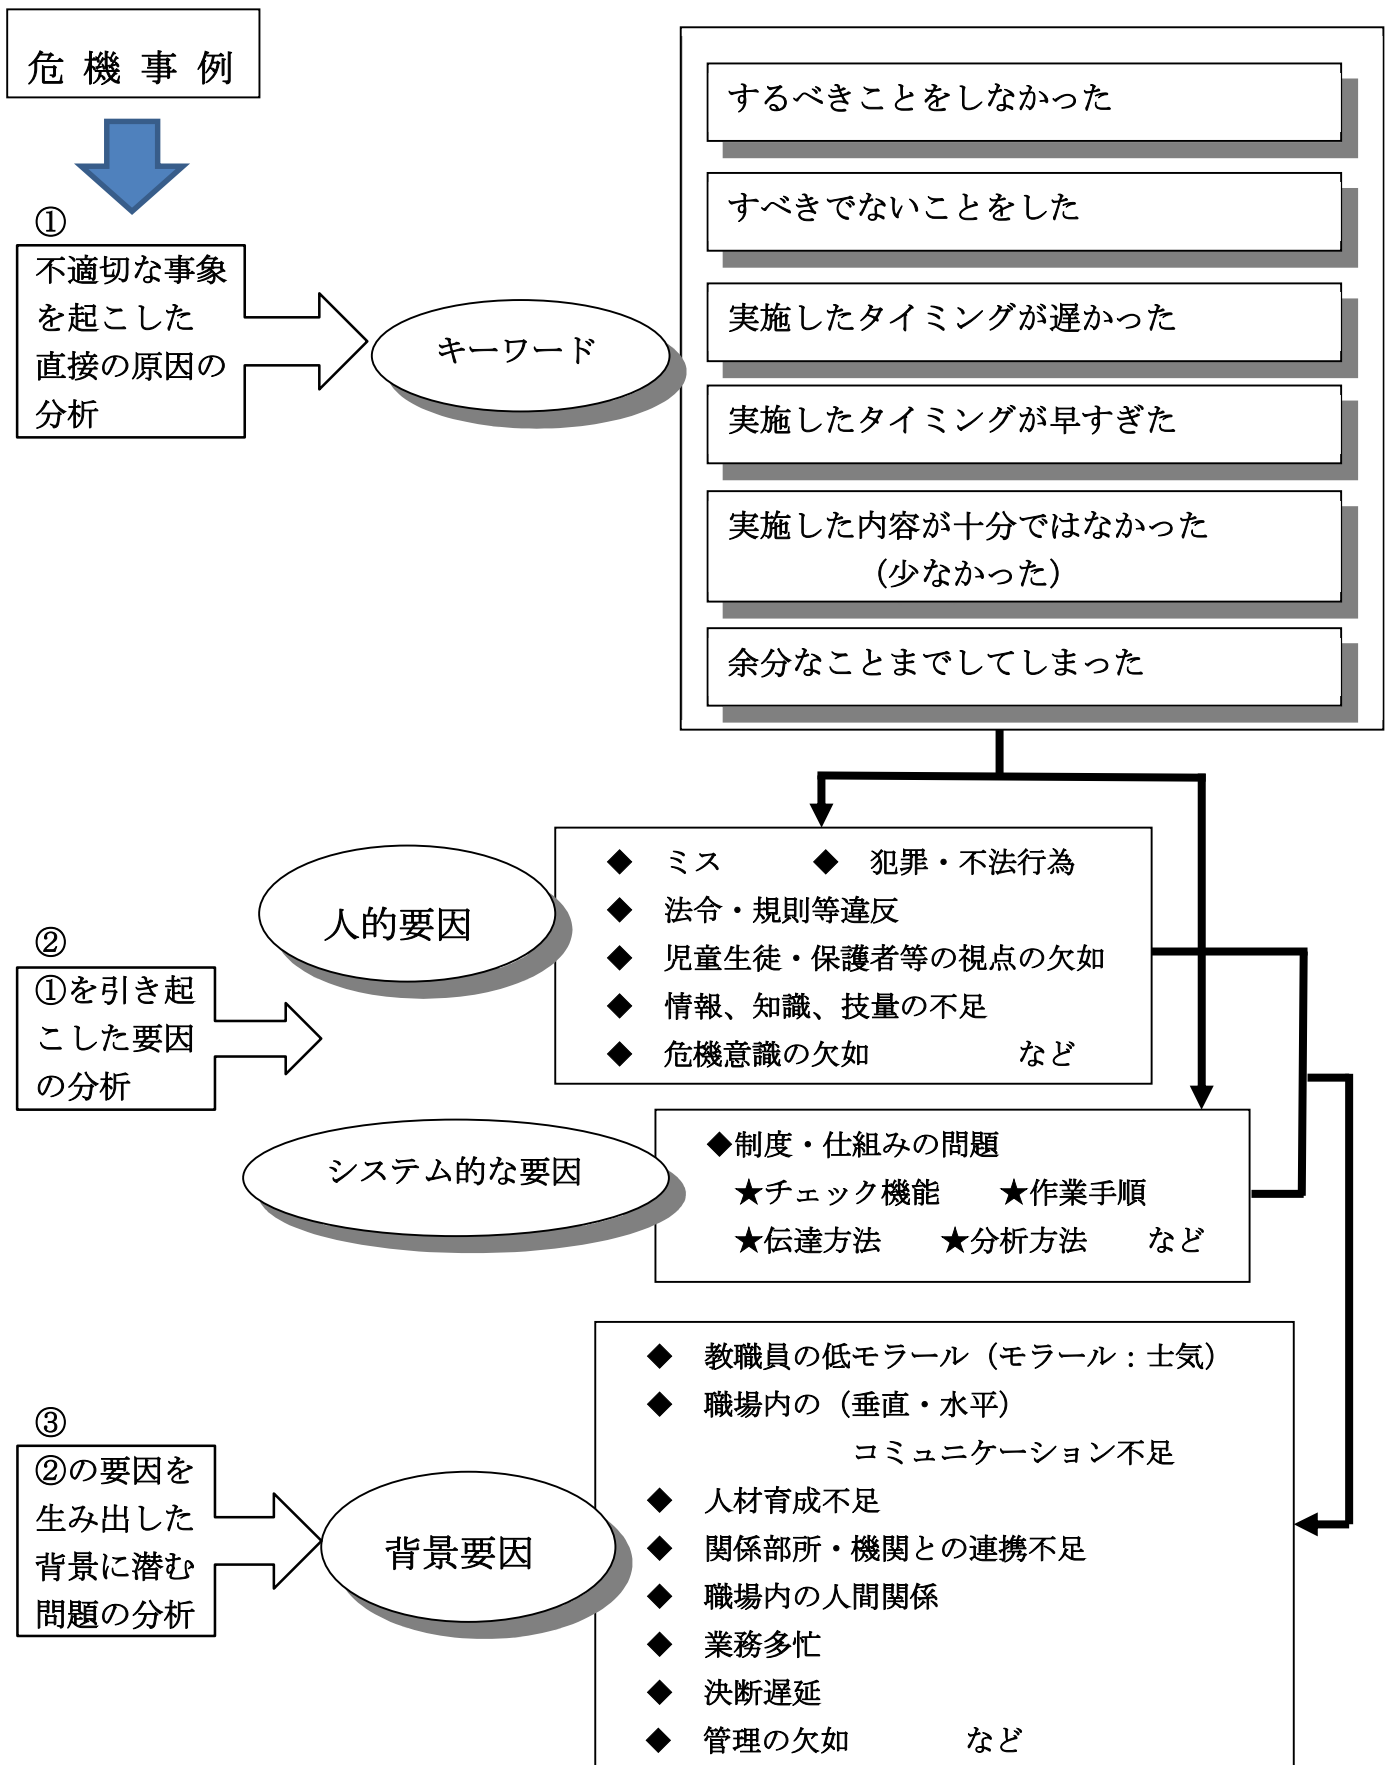 危 機 事 例
①
不適切な事象
を起こした
直接の原因の
分析
キーワード
するべきことをしなかった
すべきでないことをした
実施したタイミングが遅かった
実施したタイミングが早すぎた
実施した内容が十分ではなかった
（少なかった）
余分なことまでしてしまった
②
①を引き起
こした要因
の分析
人的要因
◆ ミス ◆ 犯罪・不法行為
◆ 法令・規則等違反
◆ 児童生徒・保護者等の視点の欠如
◆ 情報、知識、技量の不足
◆ 危機意識の欠如 など
システム的な要因
◆制度・仕組みの問題
★チェック機能 ★作業手順
★伝達方法 ★分析方法 など
③
②の要因を
生み出した
背景に潜む
問題の分析
背景要因
◆ 教職員の低モラール（モラール：士気）
◆ 職場内の（垂直・水平）
コミュニケーション不足
◆ 人材育成不足
◆ 関係部所・機関との連携不足
◆ 職場内の人間関係
◆ 業務多忙
◆ 決断遅延
◆ 管理の欠如 など